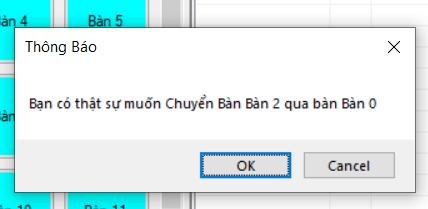 Bàn 4
Bàn 5
Thông Báo
Bạn có thật sự muốn Chuyển Bàn Bàn 2 qua bàn Bàn 0
OK
Cancel